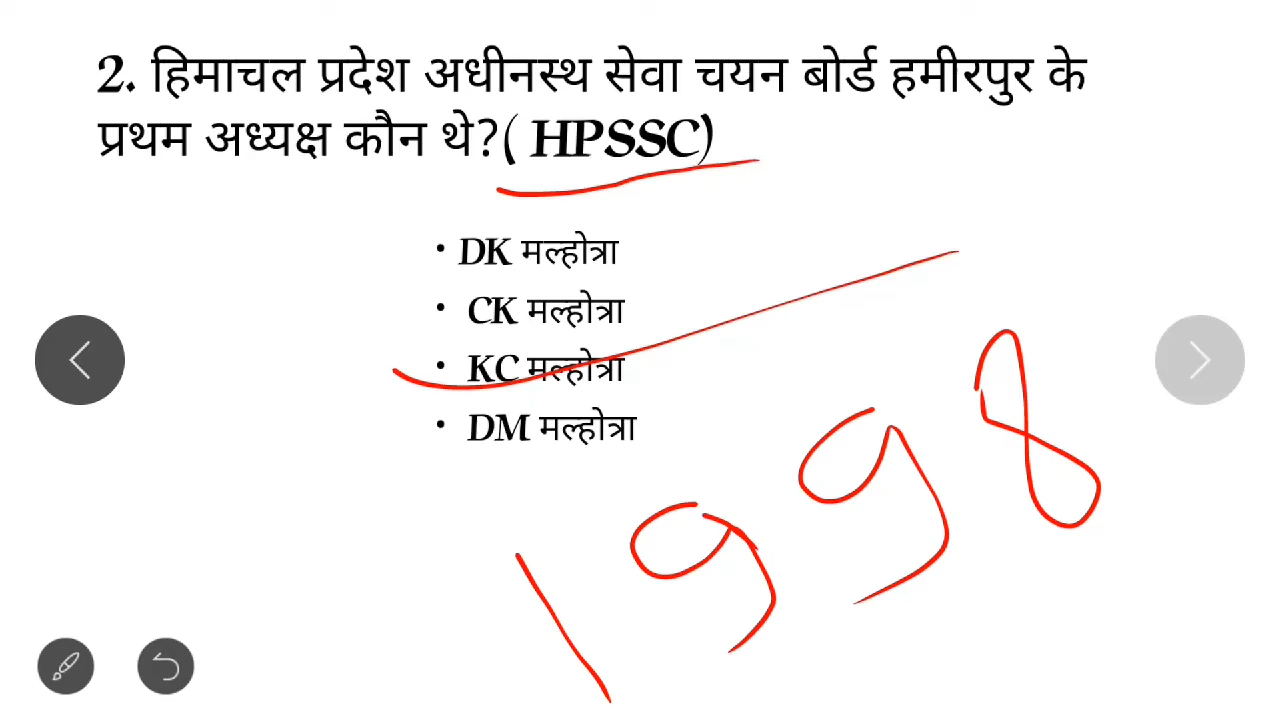 2. हिमाचल प्रदेश अधीनस्थ सेवा चयन बोर्ड हमीरपुर के
प्रथम अध्यक्ष कौन थे?( HPSSC)
• DK मल्होत्रा
• CK मल्होत्रा
• KC मल्होत्रा
• DM मल्होत्रा
1998